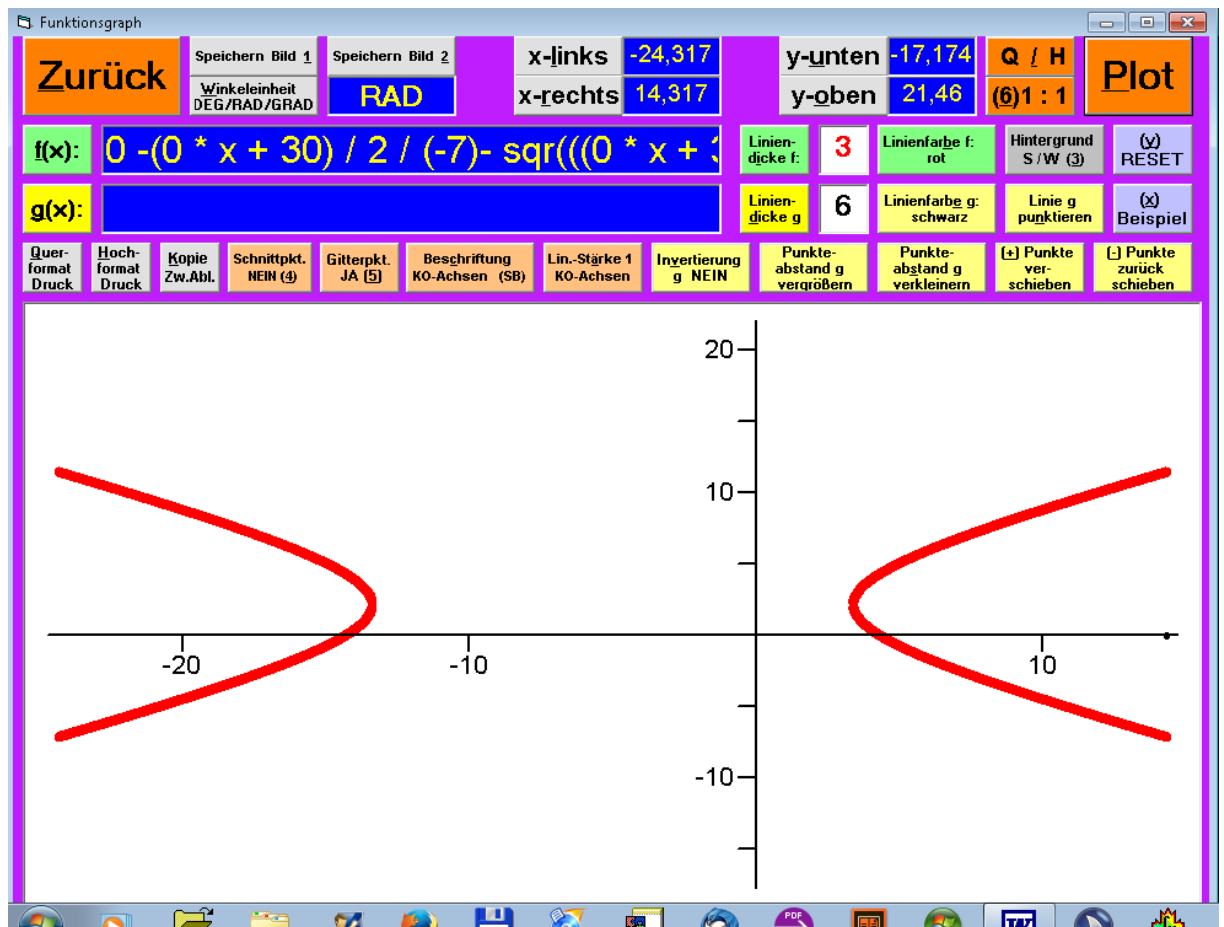 Funktionsgraph
Zurück
Speichern Bild 1
Speichern Bild 2
x-links
-24,317
y-unten
-17,174
Q / H
Plot
Winkeleinheit
DEG/RAD/GRAD
RAD
x-rechts
14,317
y-oben
21,46
(6)1 : 1
f(x):
0 -(0 * x + 30) / 2 / (-7)- sqr(((0 * x +
Linien-
dicke f:
3
Linienfarbe f:
rot
Hintergrund
S / W (3)
(y)
RESET
g(x):
Linien-
dicke g
6
Linienfarbe g:
schwarz
Linie g
punktieren
(x)
Beispiel
Quer-
format
Druck
Hoch-
format
Druck
Kopie
Zw.Abl.
Schnittpkt.
NEIN (4)
Gitterpkt.
JA (5)
Beschriftung
KO-Achsen (SB)
Lin.-Stärke 1
KO-Achsen
Invertierung
g NEIN
Punkte-
abstand g
vergrößern
Punkte-
abstand g
verkleinern
(+) Punkte
ver-
schieben
(-) Punkte
zurück
schieben
20
10
-20
-10
10
-10
PDF